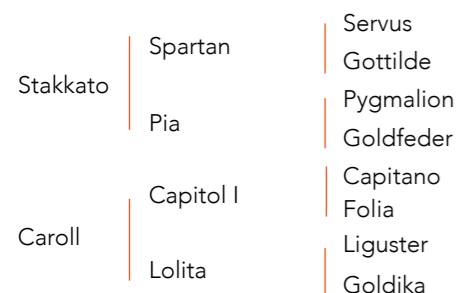 Servus
Spartan
Gottilde
Stakkato
Pygmalion
Pia
Goldfeder
Capitano
Capitol I
Folia
Caroll
Liguster
Lolita
Goldika